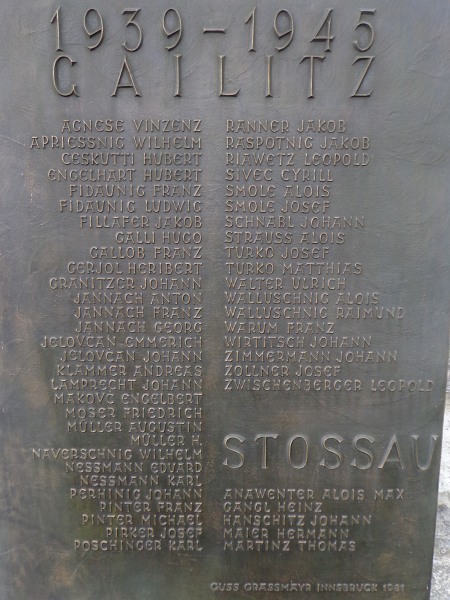 1939-1945
GAILITZ
AGNESE VINZENZ
APRIESSNIG WILHELM
CESKUTTI HUBERT
ENGELHART HUBERT
FIDAUNIG FRANZ
FIDAUNIG LUDWIG
FILLAFER JAKOB
GALLI HUGO
GALLOB FRANZ
GERJOL HERIBERT
GRANITZER JOHANN
JANNACH ANTON
JANNACH FRANZ
JANNACH GEORG
JELOVČAN EMMERICH
JELOVČAN JOHANN
KLAMMER ANDREAS
LAMPRECHT JOHANN
MAKOVC ENGELBERT
MOSER FRIEDRICH
MÜLLER AUGUSTIN
MÜLLER H.
NAVERSCHNIG WILHELM
NESSMANN EDUARD
NESSMANN KARL
PERHINIG JOHANN
PINTER FRANZ
PINTER MICHAEL
PIRKER JOSEF
POSCHINGER KARL
RANNER JAKOB
RASPOTNIG JAKOB
RIAWETZ LEOPOLD
SIVEC CYRILL
SMOLE ALOIS
SMOLE JOSEF
SCHNABL JOHANN
STRAUSS ALOIS
TURKO JOSEF
TURKO MATTHIAS
WALTER ULRICH
WALLUSCHNIG ALOIS
WALLUSCHNIG RAIMUND
WARUM FRANZ
WIRTITSCH JOHANN
ZIMMERMANN JOHANN
ZOLLNER JOSEF
ZWISCHENBERGER LEOPOLD
STOSSAU
ANAWENTER ALOIS MAX
GANGL HEINZ
HANSCHITZ JOHANN
MAIER HERMANN
MARTINZ THOMAS
GUSS GRASSMAYR INNSBRUCK 1981